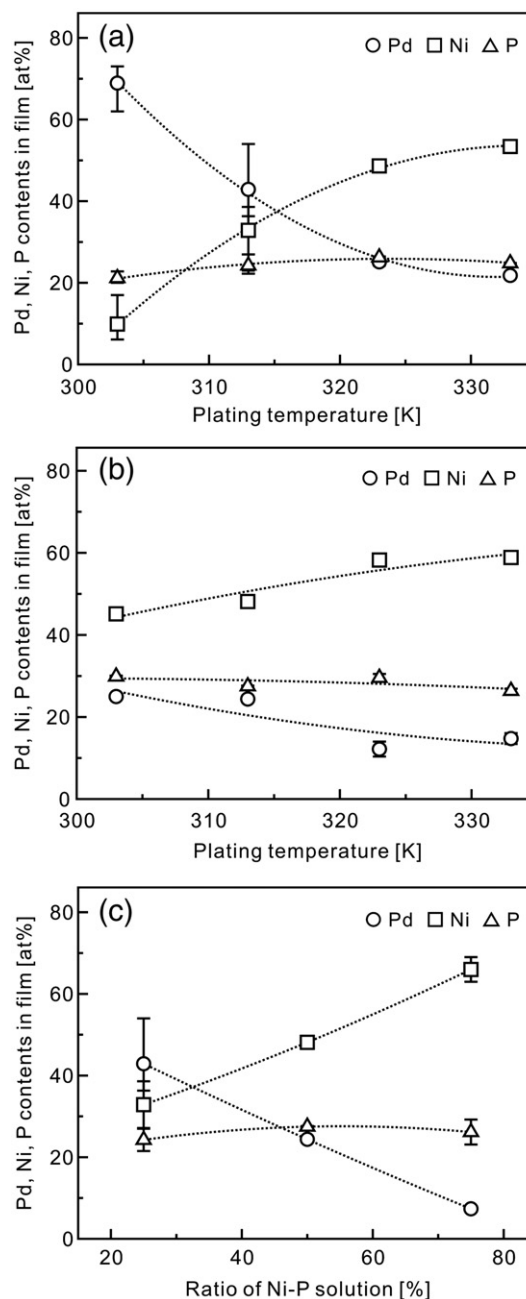 (a)
Pd Ni P
Pd, Ni, P contents in film [at%]
80
60
40
20
0
300 310 320 330
Plating temperature [K]
(b)
Pd Ni P
Pd, Ni, P contents in film [at%]
80
60
40
20
0
300 310 320 330
Plating temperature [K]
(c)
Pd Ni P
Pd, Ni, P contents in film [at%]
80
60
40
20
0
20 40 60 80
Ratio of Ni-P solution [%]